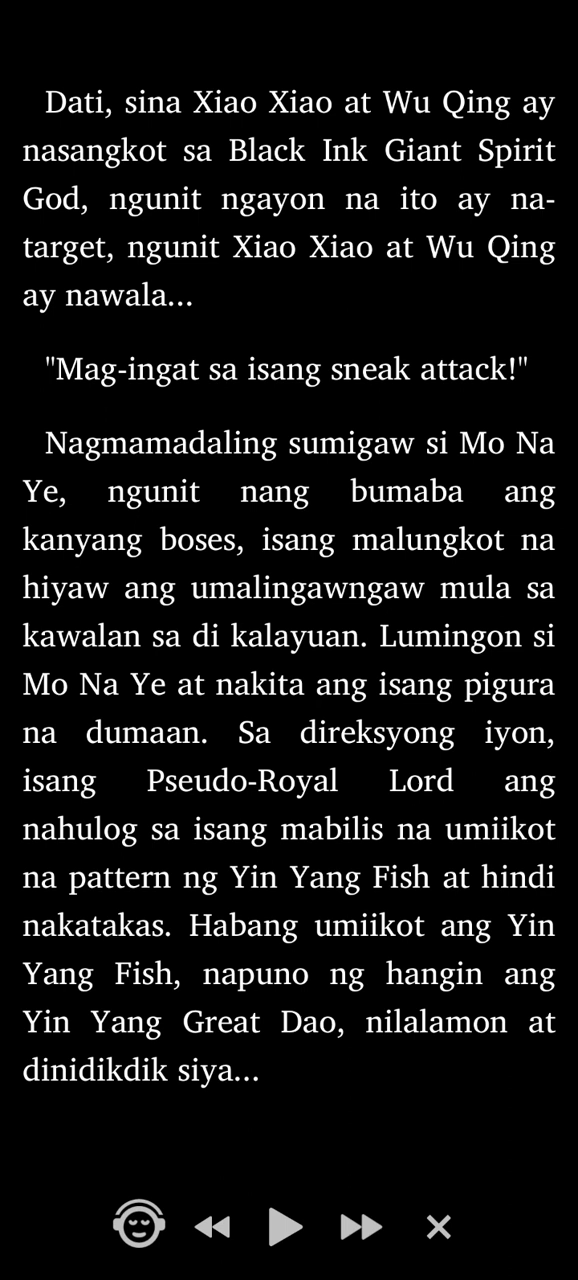 Dati, sina Xiao Xiao at Wu Qing ay
nasangkot sa Black Ink Giant Spirit
God, ngunit ngayon na ito ay na-
target, ngunit Xiao Xiao at Wu Qing
ay nawala...
"Mag-ingat sa isang sneak attack!"
Nagmamadaling sumigaw si Mo Na
Ye, ngunit nang bumaba ang
kanyang boses, isang malungkot na
hiyaw ang umalingawngaw mula sa
kawalan sa di kalayuan. Lumingon si
Mo Na Ye at nakita ang isang pigura
na dumaan. Sa direksyong iyon,
isang Pseudo-Royal Lord ang
nahulog sa isang mabilis na umiikot
na pattern ng Yin Yang Fish at hindi
nakatakas. Habang umiikot ang Yin
Yang Fish, napuno ng hangin ang
Yin Yang Great Dao, nilalamon at
dinidikdik siya...